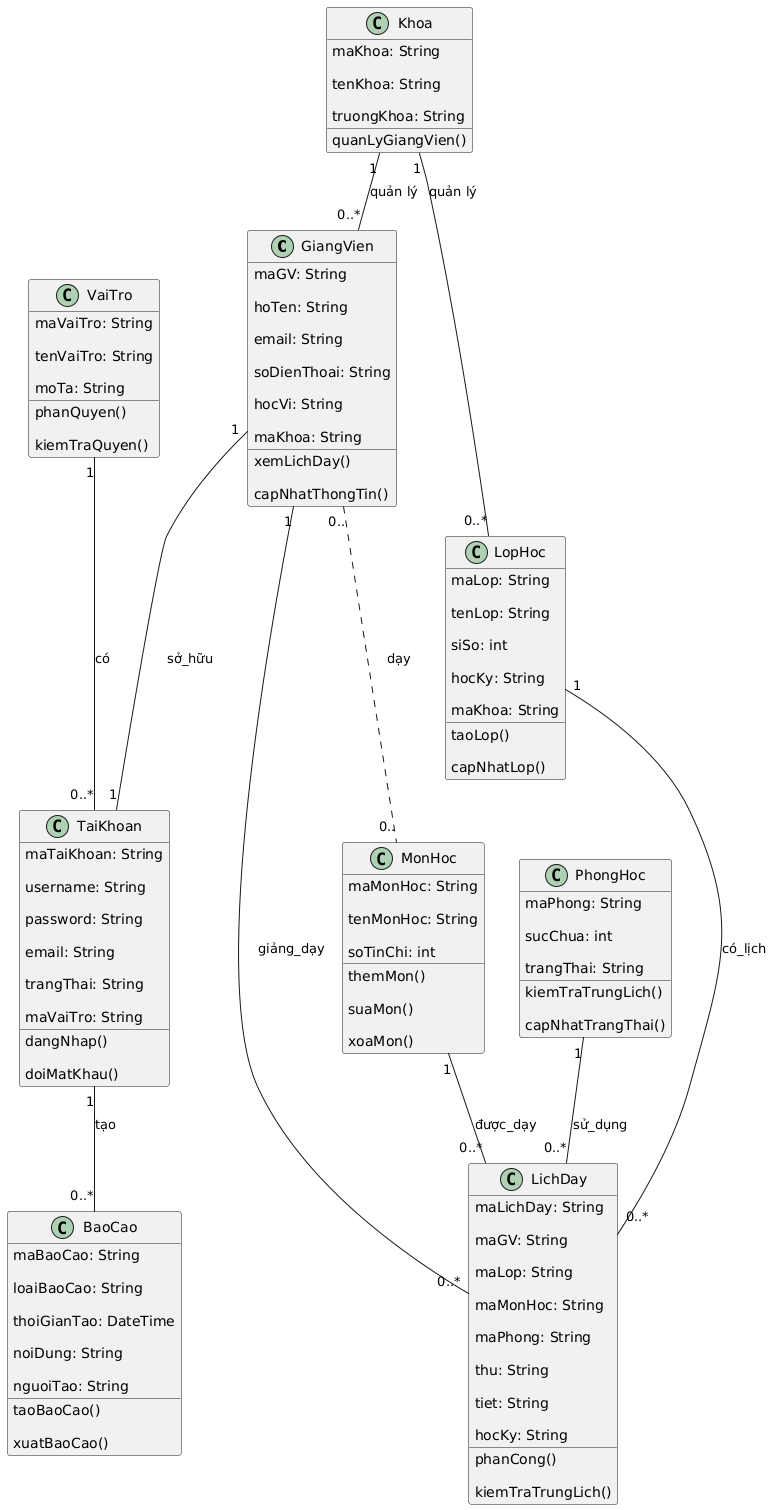 C Khoa
maKhoa: String
tenKhoa: String
truongKhoa: String
quanLyGiangVien()
1
1
quản lý
quản lý
0..*
C GiangVien
maGV: String
hoTen: String
email: String
soDienThoai: String
hocVi: String
maKhoa: String
xemLichDay()
capNhatThongTin()
C VaiTro
maVaiTro: String
tenVaiTro: String
moTa: String
phanQuyen()
kiemTraQuyen()
1
1
1
0..
0..*
C LopHoc
maLop: String
tenLop: String
siSo: int
hocKy: String
maKhoa: String
taoLop()
capNhatLop()
1
có
sở_hữu
dạy
0..*
1
0..
C TaiKhoan
maTaiKhoan: String
username: String
password: String
email: String
trangThai: String
maVaiTro: String
dangNhap()
doiMatKhau()
C MonHoc
maMonHoc: String
tenMonHoc: String
soTinChi: int
themMon()
suaMon()
xoaMon()
C PhongHoc
maPhong: String
sucChua: int
trangThai: String
kiemTraTrungLich()
capNhatTrangThai()
giảng_dạy
có_lịch
1
tạo
0..*
1
được_dạy
0..*
1
sử_dụng
0..*
C BaoCao
maBaoCao: String
loaiBaoCao: String
thoiGianTao: DateTime
noiDung: String
nguoiTao: String
taoBaoCao()
xuatBaoCao()
0..*
0..*
C LichDay
maLichDay: String
maGV: String
maLop: String
maMonHoc: String
maPhong: String
thu: String
tiet: String
hocKy: String
phanCong()
kiemTraTrungLich()